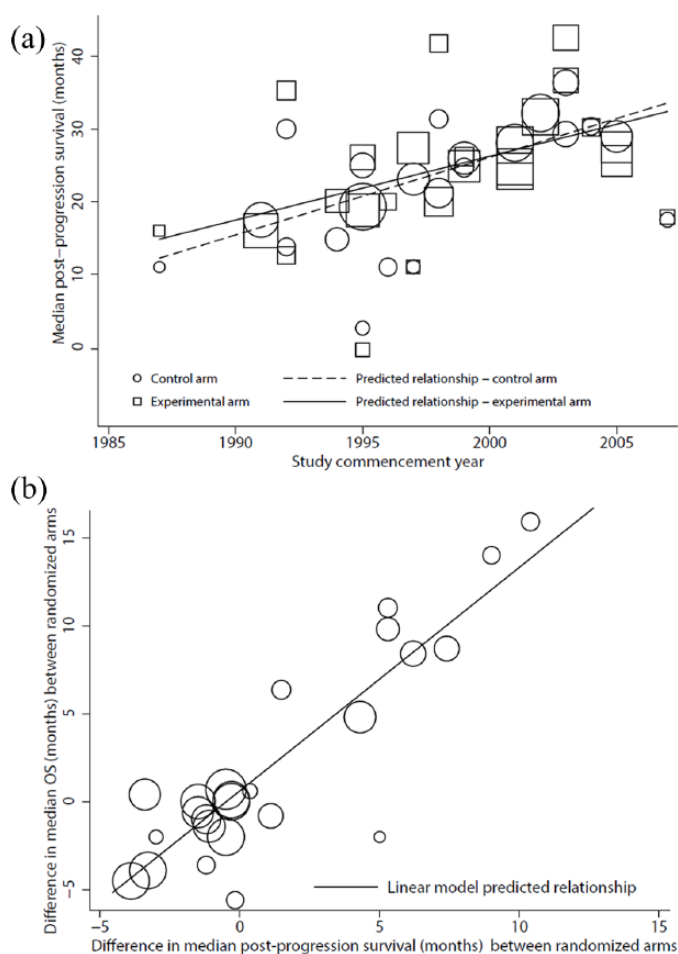 (a)
Median post−progression survival (months)
40
30
20
10
0
Control arm
Predicted relationship – control arm
Experimental arm
Predicted relationship – experimental arm
1985
1990
1995
2000
2005
Study commencement year
(b)
Difference in median OS (months) between randomized arms
15
10
5
0
−5
Linear model predicted relationship
−5
0
5
10
15
Difference in median post-progression survival (months) between randomized arms